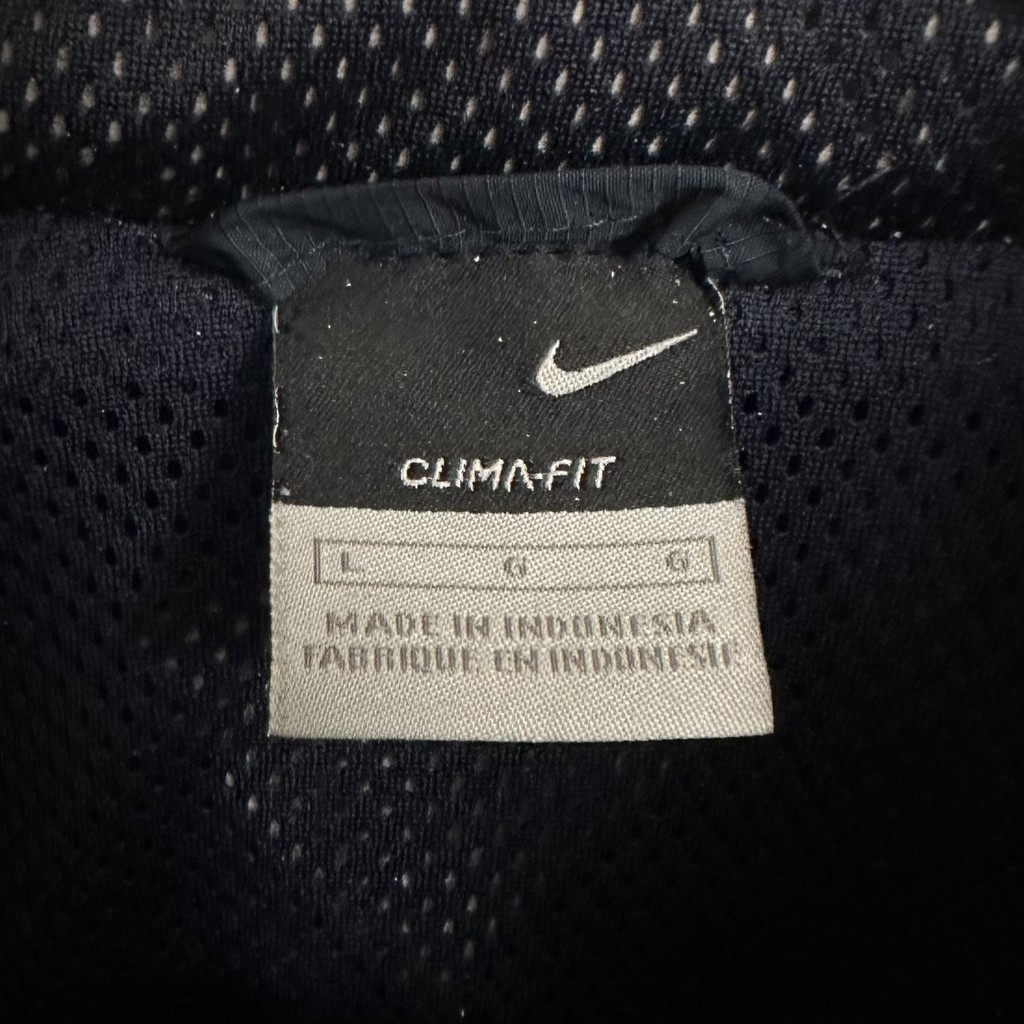 CLIMA-FIT
L G G
MADE IN INDONESIA
FABRIQUE EN INDONESIE